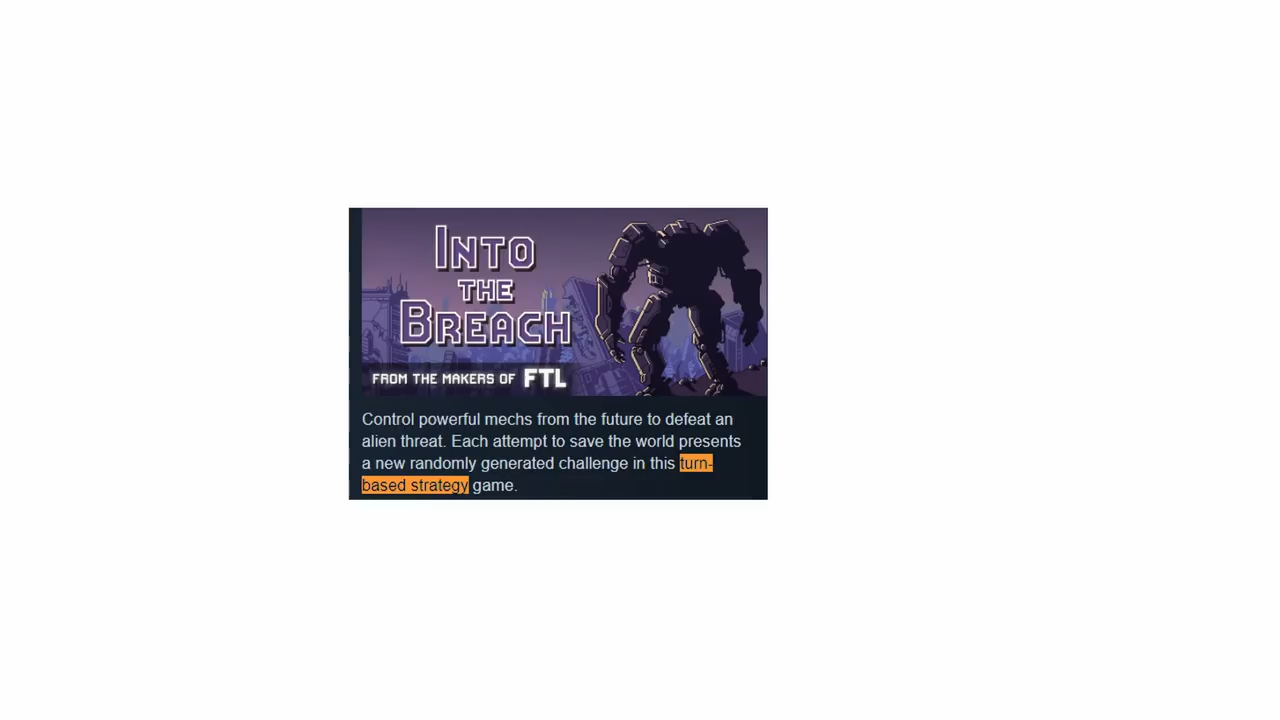 INTO
THE
BREACH
FROM THE MAKERS OF FTL
Control powerful mechs from the future to defeat an
alien threat. Each attempt to save the world presents
a new randomly generated challenge in this turn-
based strategy game.